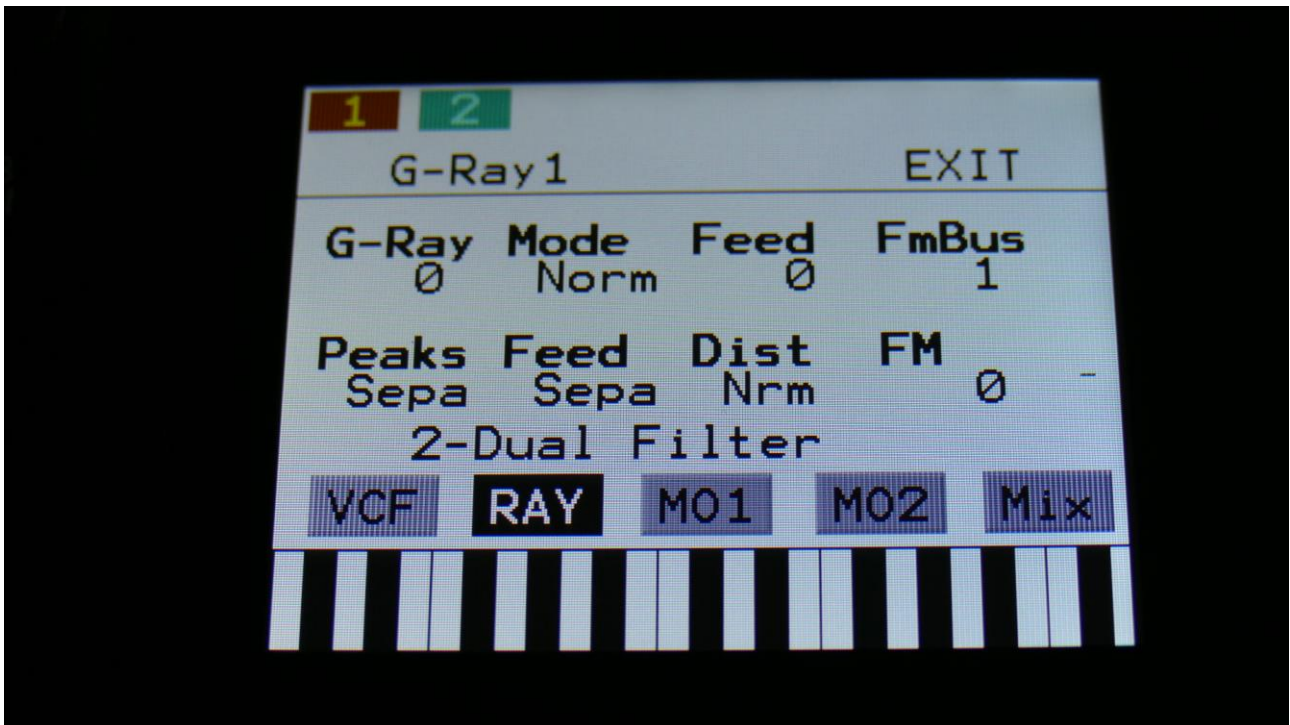 1 2
G-Ray1 EXIT
G-Ray Mode Feed FmBus
0 Norm 0 1
Peaks Feed Dist FM
Sepa Sepa Nrm 0 -
2-Dual Filter
VCF RAY MO1 MO2 Mix